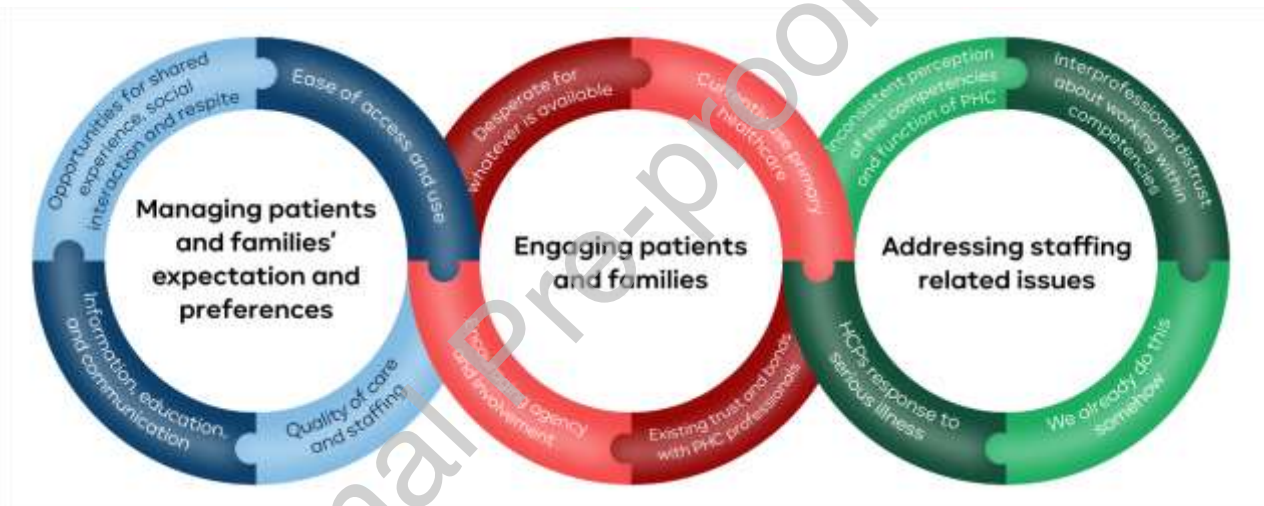 Opportunities for shared
experience, social
interaction and respite
Ease of access and use
Managing patients
and families'
expectation and
preferences
Information, education,
and communication
Quality of care
and staffing
Desperate for
whatever is available
primary
healthcare
Engaging patients
and families
Encouraging agency
and involvement
Existing trust and bonds
with PHC professionals
Inconsistent perception
of the competencies
and function of PHC
Interprofessional distrust
about working within
competencies
Addressing staffing
related issues
HCPs response to
serious illness
We already do this
somehow
Pre-proo